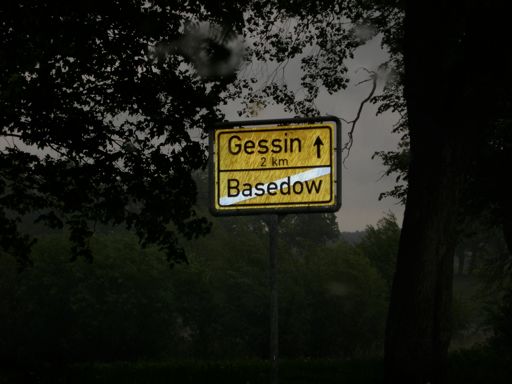 Gessin ↑
2 km
Basedow